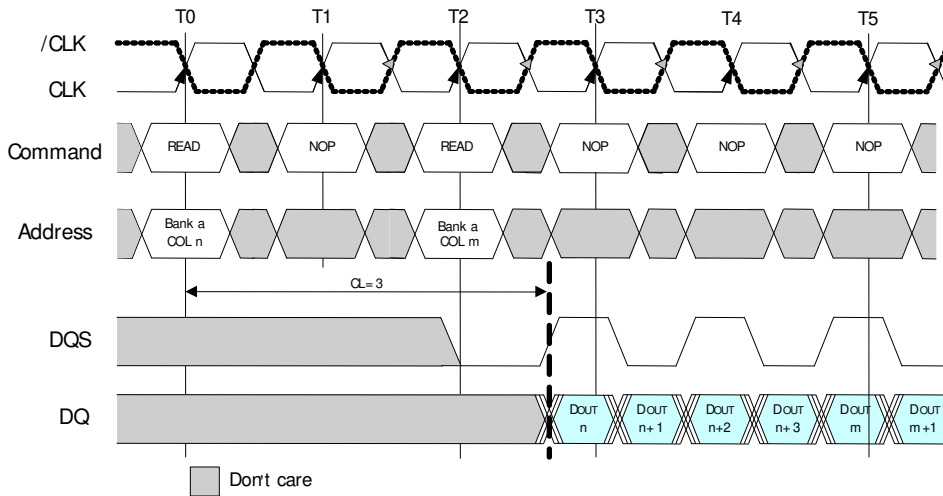 T0 T1 T2 T3 T4 T5
/CLK
CLK
Command READ NOP READ NOP NOP NOP
Address Bank a COL n Bank a COL m
CL= 3
DQS
DQ DOUT n DOUT n+ 1 DOUT n+2 DOUT n+ 3 DOUT m DOUT m+1
Don't care